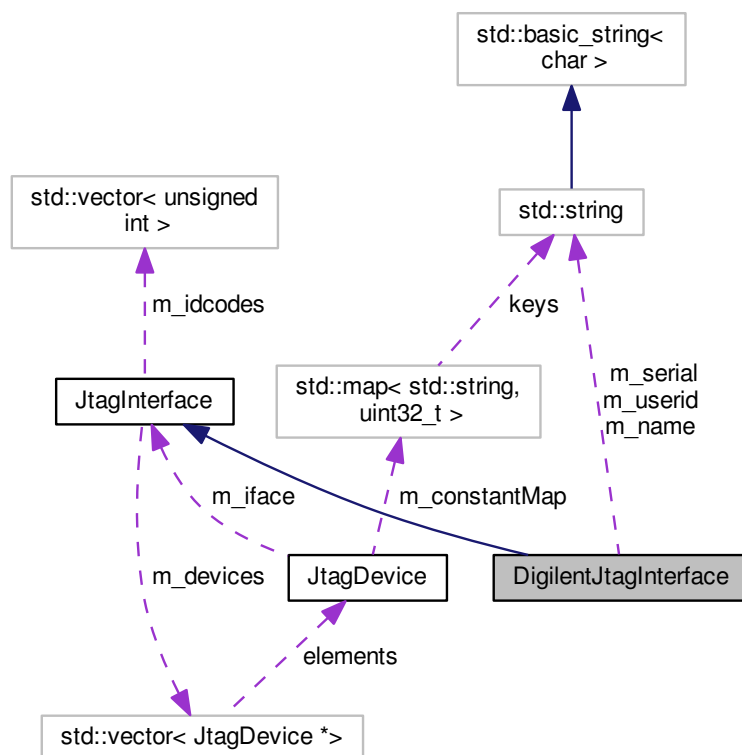 std::basic_string<
char >
std::vector< unsigned
int >
std::string
m_idcodes
keys
std::map< std::string,
uint32_t >
m_serial
m_userid
m_name
JtagInterface
m_iface
m_constantMap
m_devices
JtagDevice
DigilentJtagInterface
elements
std::vector< JtagDevice *>